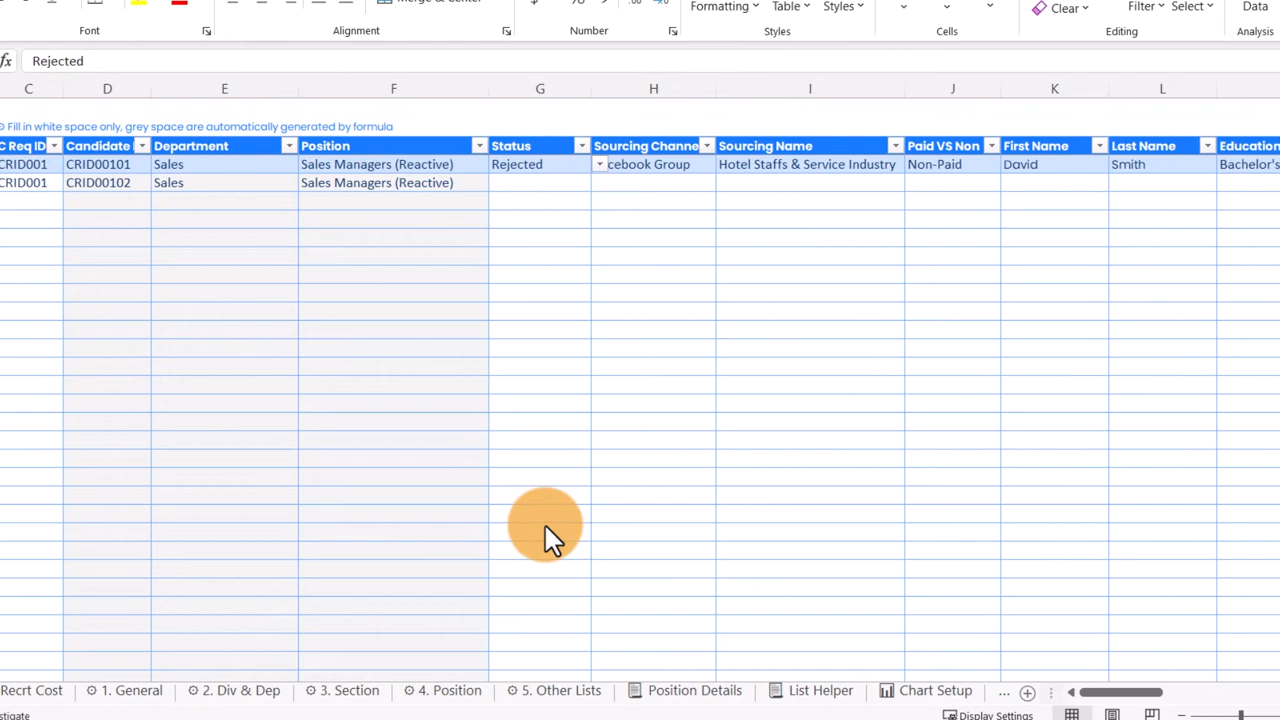 Merge & Center
Formatting Table Styles Clear Filter Select Data
Font Alignment Number Styles Cells Editing Analysis
fx Rejected
C D E F G H I J K L
Fill in white space only, grey space are automatically generated by formula
C Req ID Candidate Department Position Status Sourcing Channe Sourcing Name Paid VS Non First Name Last Name Education
CRID001 CRID00101 Sales Sales Managers (Reactive) Rejected cebook Group Hotel Staffs & Service Industry Non-Paid David Smith Bachelor's
CRID001 CRID00102 Sales Sales Managers (Reactive)
Recrt Cost 1. General 2. Div & Dep 3. Section 4. Position 5. Other Lists Position Details List Helper Chart Setup ...
stigate Display Settings